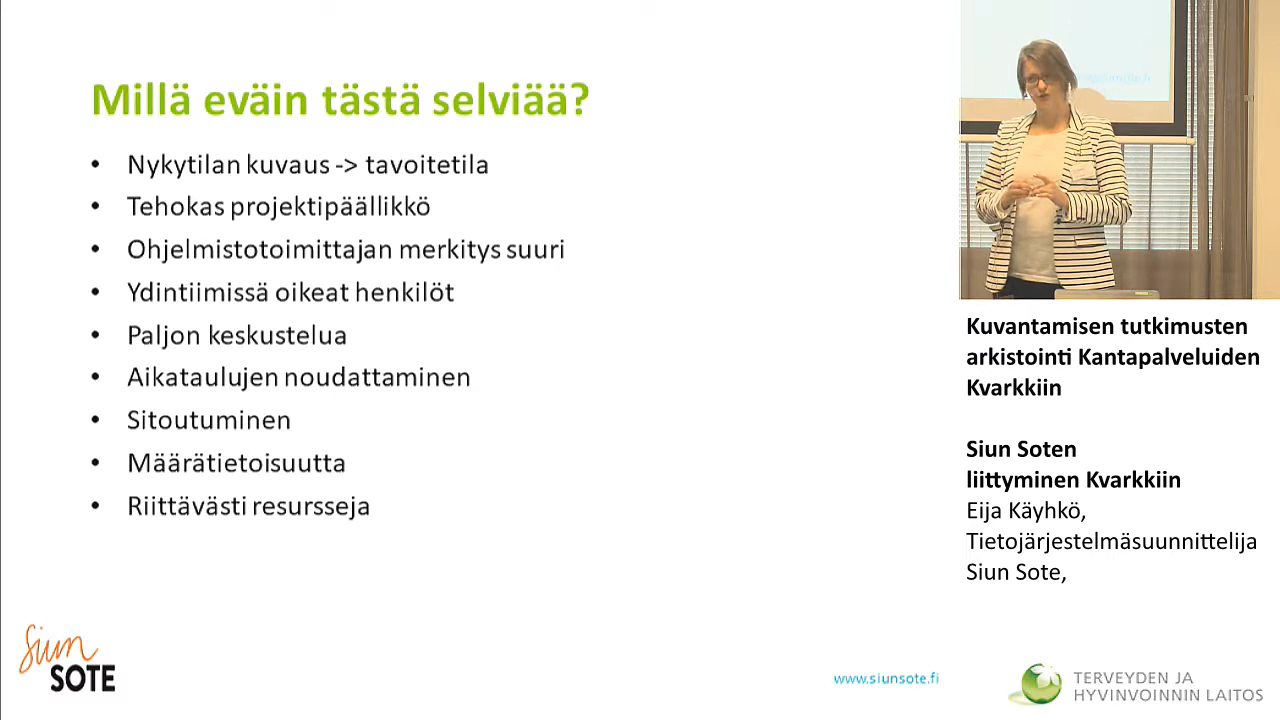 Millä eväin tästä selviää?
• Nykytilan kuvaus -> tavoitetila
• Tehokas projektipäällikkö
• Ohjelmistotoimittajan merkitys suuri
• Ydintiimissä oikeat henkilöt
• Paljon keskustelua
• Aikataulujen noudattaminen
• Sitoutuminen
• Määrätietoisuutta
• Riittävästi resursseja
Kuvantamisen tutkimusten
arkistointi Kantapalveluiden
Kvarkkiin
Siun Soten
liittyminen Kvarkkiin
Eija Käyhkö,
Tietojärjestelmäsuunnittelija
Siun Sote,
Siun
SOTE
www.siunsote.fi
TERVEYDEN JA
HYVINVOINNIN LAITOS